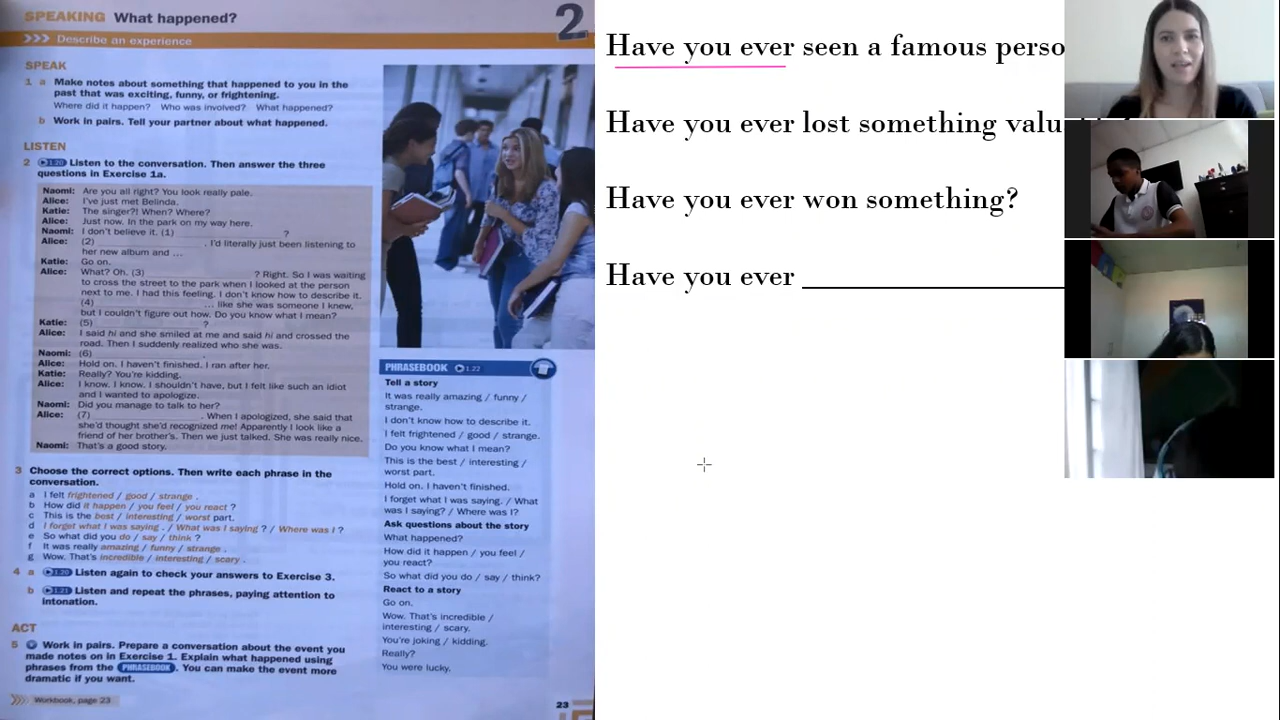 SPEAKING What happened?
2
>>> Describe an experience
SPEAK
1 a Make notes about something that happened to you in the
past that was exciting, funny, or frightening.
Where did it happen? Who was involved? What happened?
b Work in pairs. Tell your partner about what happened.
LISTEN
2 1.20 Listen to the conversation. Then answer the three
questions in Exercise 1a.
Naomi: Are you all right? You look really pale.
Alice: I've just met Belinda.
Katie: The singer?! When? Where?
Alice: Just now. In the park on my way here.
Naomi: I don't believe it. (1) ____________________ ?
Alice: (2) ____________________ . I'd literally just been listening to
her new album and ...
Katie: Go on.
Alice: What? Oh. (3) ____________________ ? Right. So I was waiting
to cross the street to the park when I looked at the person
next to me. I had this feeling. I don't know how to describe it.
(4) ____________________ ... like she was someone I knew,
but I couldn't figure out how. Do you know what I mean?
Katie: (5) ____________________ ?
Alice: I said hi and she smiled at me and said hi and crossed the
road. Then I suddenly realized who she was.
Naomi: (6) ____________________ .
Alice: Hold on. I haven't finished. I ran after her.
Katie: Really? You're kidding.
Alice: I know. I know. I shouldn't have, but I felt like such an idiot
and I wanted to apologize.
Naomi: Did you manage to talk to her?
Alice: (7) ____________________ . When I apologized, she said that
she'd thought she'd recognized me! Apparently I look like a
friend of her brother's. Then we just talked. She was really nice.
Naomi: That's a good story.
3 Choose the correct options. Then write each phrase in the
conversation.
a I felt frightened / good / strange .
b How did it happen / you feel / you react ?
c This is the best / interesting / worst part.
d I forget what I was saying . / What was I saying ? / Where was I ?
e So what did you do / say / think ?
f It was really amazing / funny / strange .
g Wow. That's incredible / interesting / scary .
4 a 1.20 Listen again to check your answers to Exercise 3.
b 1.21 Listen and repeat the phrases, paying attention to
intonation.
ACT
5 Work in pairs. Prepare a conversation about the event you
made notes on in Exercise 1. Explain what happened using
phrases from the PHRASEBOOK . You can make the event more
dramatic if you want.
>>> Workbook, page 23
PHRASEBOOK 1.22
Tell a story
It was really amazing / funny /
strange.
I don't know how to describe it.
I felt frightened / good / strange.
Do you know what I mean?
This is the best / interesting /
worst part.
Hold on. I haven't finished.
I forget what I was saying. / What
was I saying? / Where was I?
Ask questions about the story
What happened?
How did it happen / you feel /
you react?
So what did you do / say / think?
React to a story
Go on.
Wow. That's incredible /
interesting / scary.
You're joking / kidding.
Really?
You were lucky.
23
Have you ever seen a famous perso
Have you ever lost something valu
Have you ever won something?
Have you ever ____________________